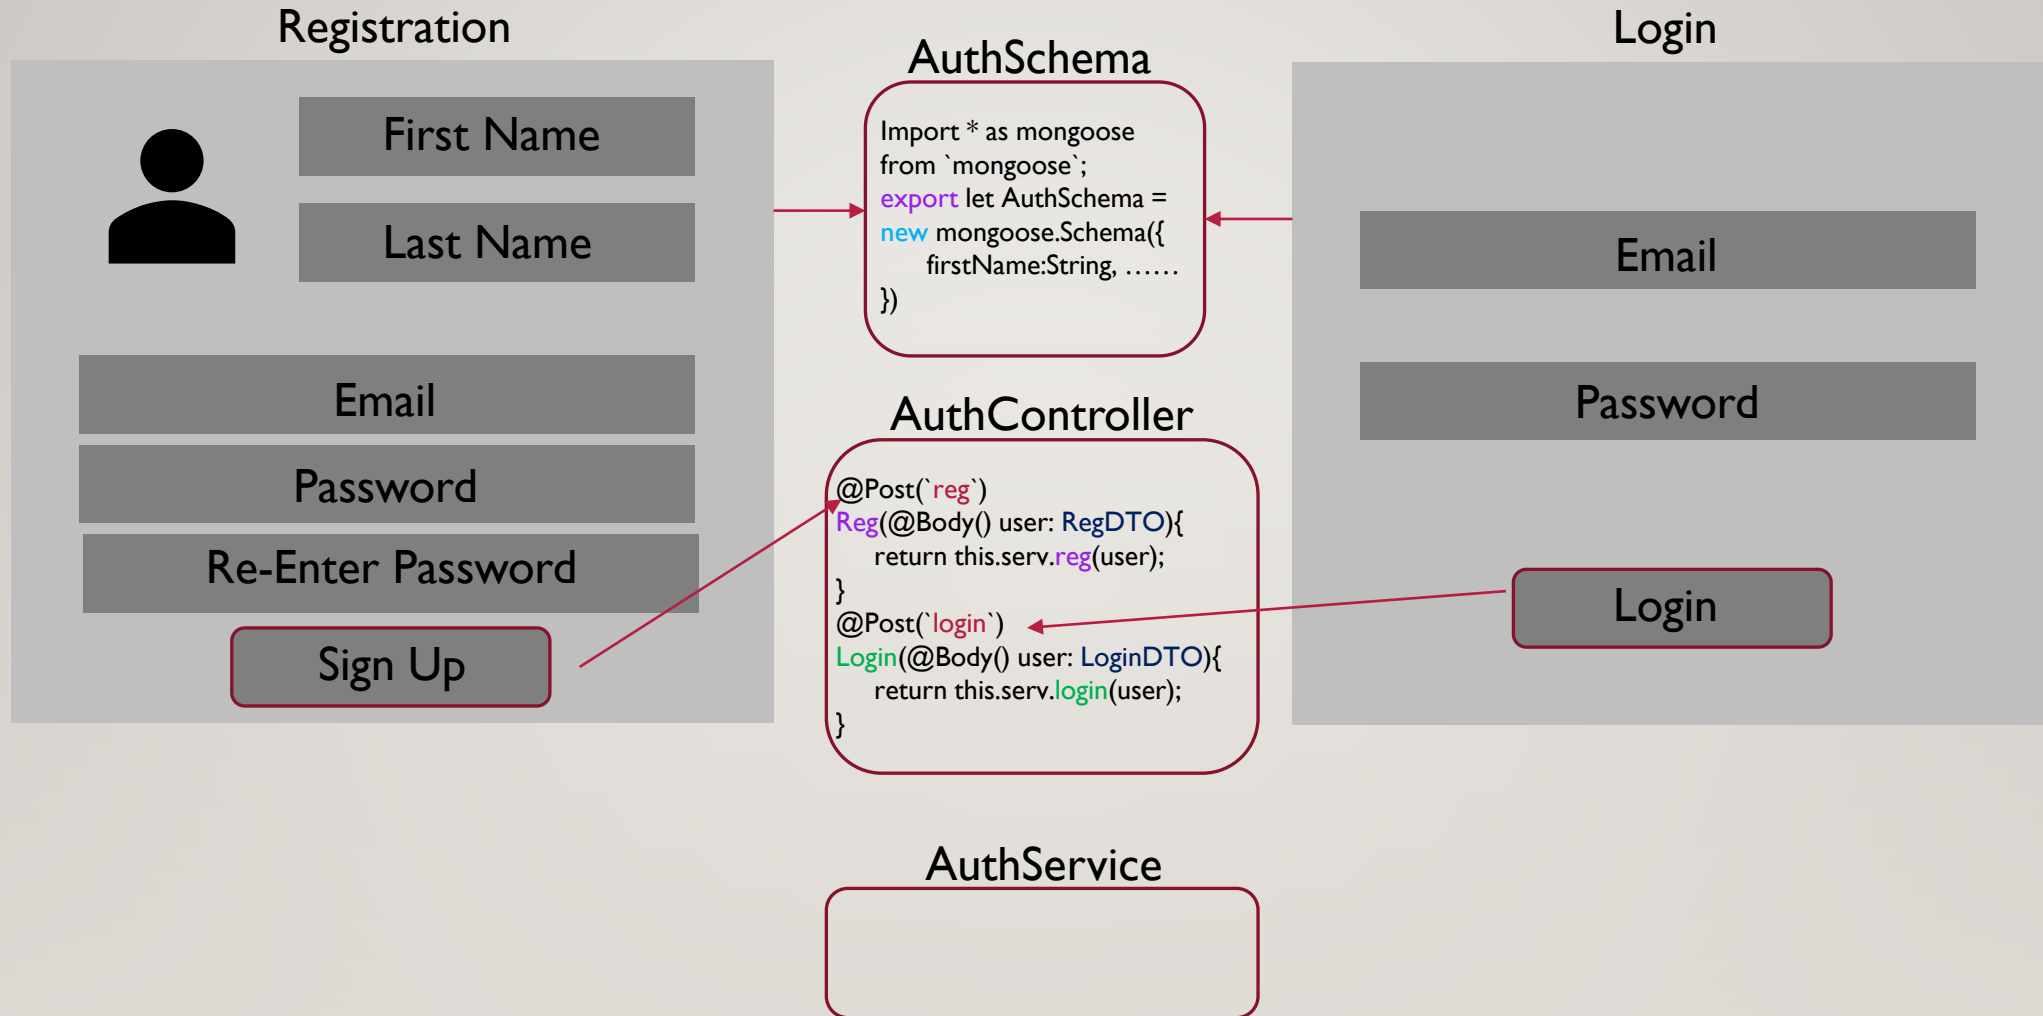 Registration
First Name
Last Name
Email
Password
Re-Enter Password
Sign Up
AuthSchema
Import * as mongoose
from `mongoose`;
export let AuthSchema =
new mongoose.Schema({
firstName:String, ……
})
AuthController
@Post(`reg`)
Reg(@Body() user: RegDTO){
return this.serv.reg(user);
}
@Post(`login`)
Login(@Body() user: LoginDTO){
return this.serv.login(user);
}
AuthService
Login
Email
Password
Login